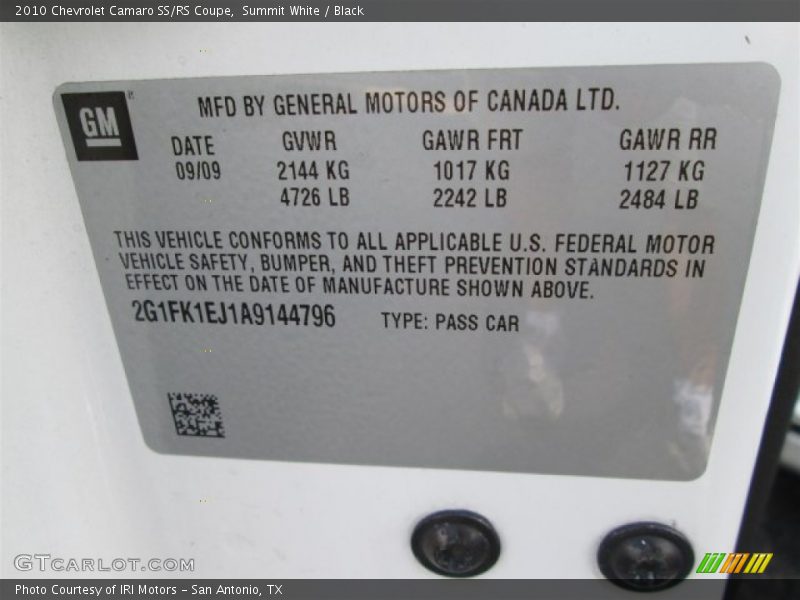 2010 Chevrolet Camaro SS/RS Coupe,  Summit White / Black
GM
MFD BY GENERAL MOTORS OF CANADA LTD.
DATE GVWR GAWR FRT GAWR RR
09/09 2144 KG 1017 KG 1127 KG
4726 LB 2242 LB 2484 LB
THIS VEHICLE CONFORMS TO ALL APPLICABLE U.S. FEDERAL MOTOR
VEHICLE SAFETY, BUMPER, AND THEFT PREVENTION STANDARDS IN
EFFECT ON THE DATE OF MANUFACTURE SHOWN ABOVE.
2G1FK1EJ1A9144796 TYPE: PASS CAR
GTcarlot.com
Photo Courtesy of IRI Motors – San Antonio, TX